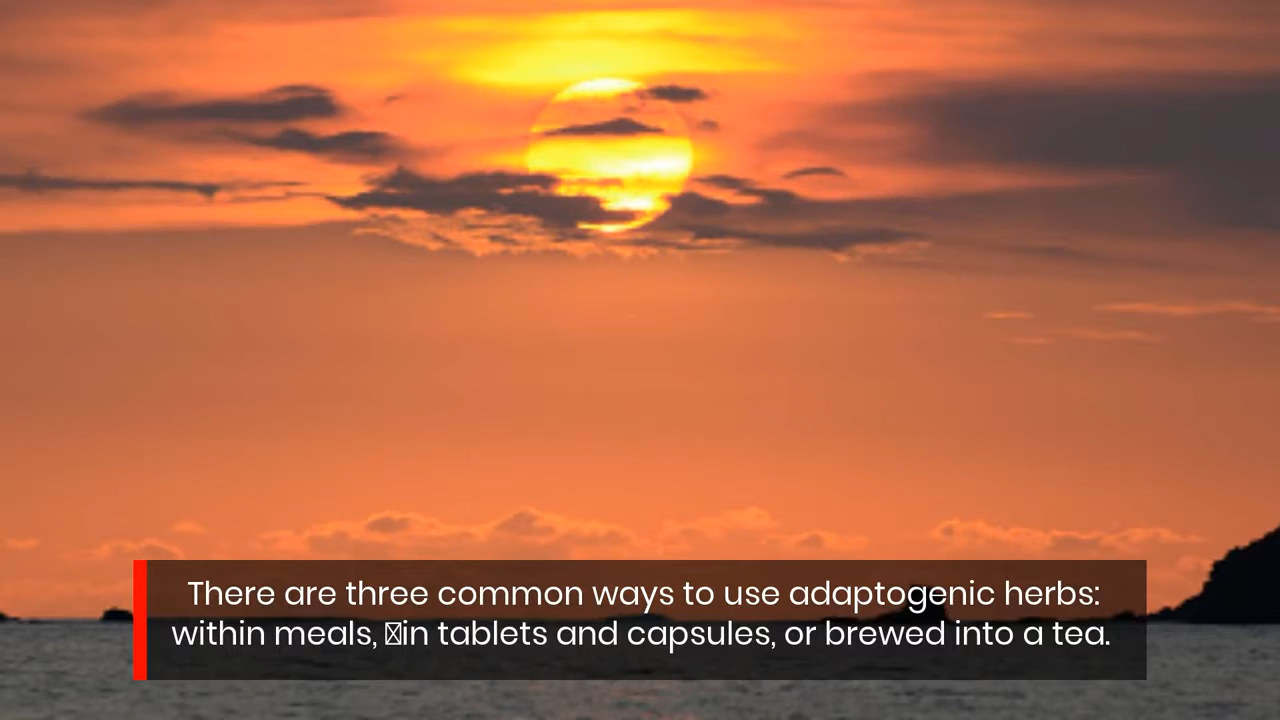 There are three common ways to use adaptogenic herbs:
within meals, in tablets and capsules, or brewed into a tea.